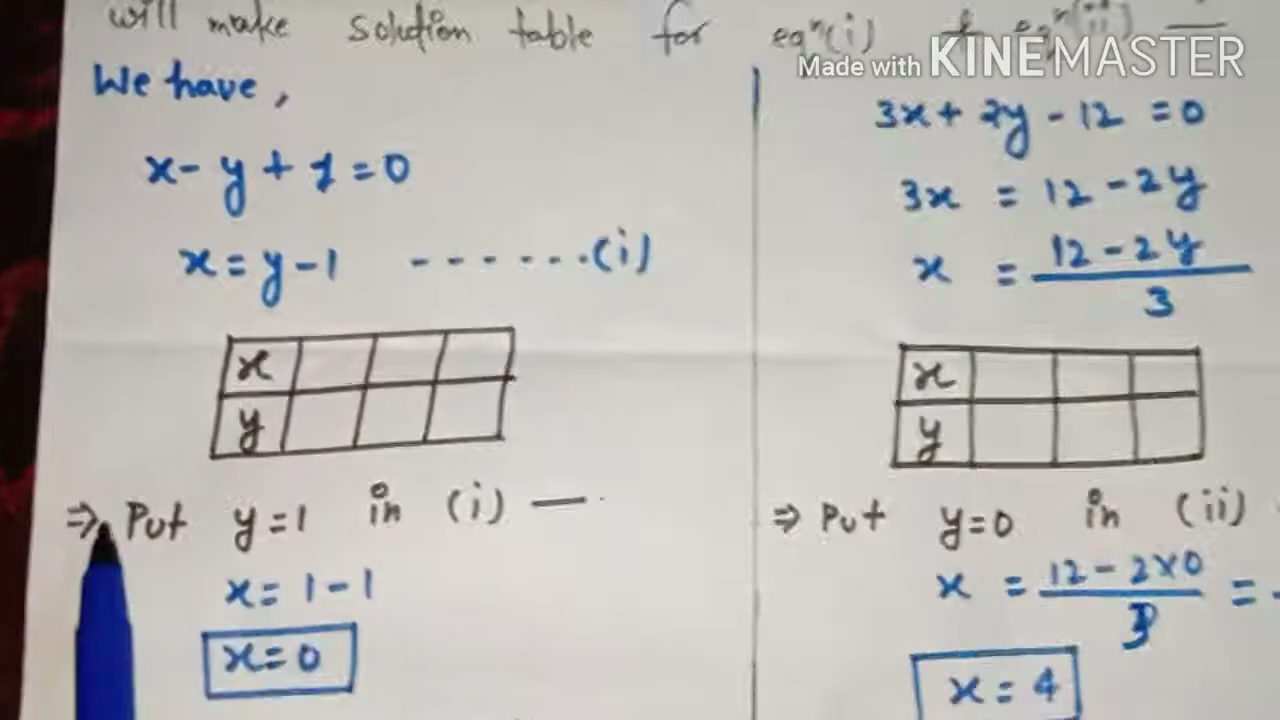 will make solution table for eqⁿ(i) & eqⁿ(ii) —
Made with KINEMASTER
We have,
x - y + 1 = 0
x = y - 1 -------(i)
x
y
⇒ Put y = 1 in (i) —
x = 1 - 1
x = 0
3x + 2y - 12 = 0
3x = 12 - 2y
x = 12 - 2y / 3
x
y
⇒ Put y = 0 in (ii)
x = 12 - 2×0 / 3 =
x = 4